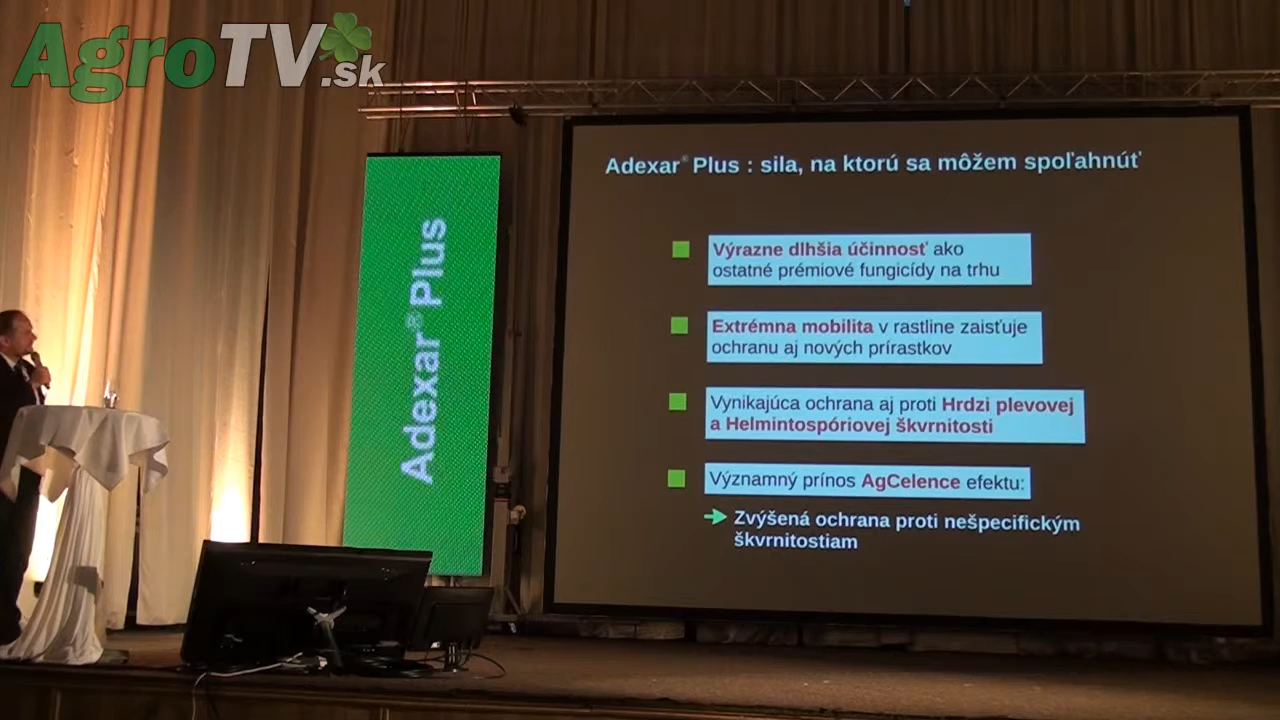 AgroTV.sk
Adexar® Plus : sila, na ktorú sa môžem spoľahnúť
Adexar® Plus
Výrazne dlhšia účinnosť ako
ostatné prémiové fungicídy na trhu
Extrémna mobilita v rastline zaisťuje
ochranu aj nových prírastkov
Vynikajúca ochrana aj proti Hrdzi plevovej
a Helmintospóriovej škvrnitosti
Významný prínos AgCelence efektu:
Zvýšená ochrana proti nešpecifickým
škvrnitostiam